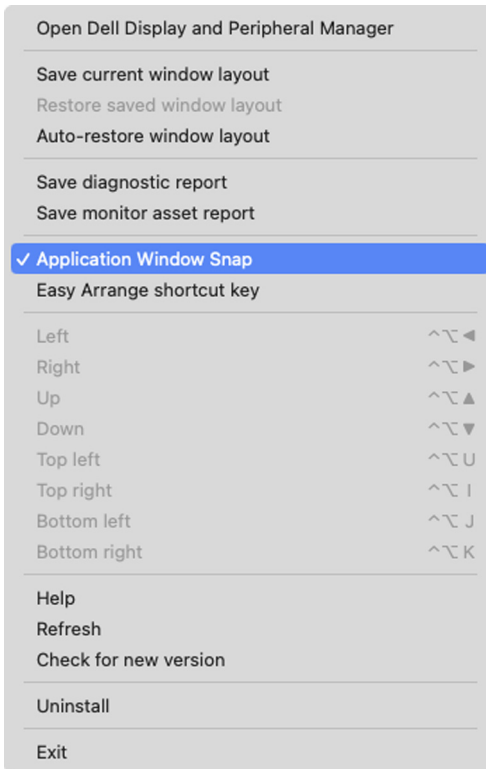 Open Dell Display and Peripheral Manager
Save current window layout
Restore saved window layout
Auto-restore window layout
Save diagnostic report
Save monitor asset report
✓ Application Window Snap
Easy Arrange shortcut key
Left ^⌥◀
Right ^⌥▶
Up ^⌥▲
Down ^⌥▼
Top left ^⌥ U
Top right ^⌥ I
Bottom left ^⌥ J
Bottom right ^⌥ K
Help
Refresh
Check for new version
Uninstall
Exit